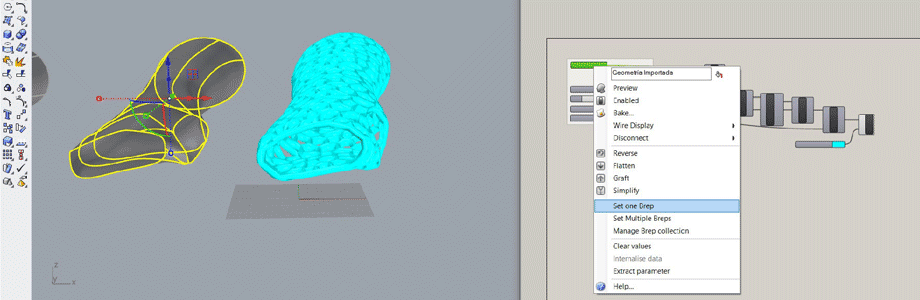 Geometria Importada
Preview
Enabled
Bake...
Wire Display
Disconnect
Reverse
Flatten
Graft
Simplify
Set one Brep
Set Multiple Breps
Manage Brep collection
Clear values
Internalise data
Extract parameter
Help...
z
y
x